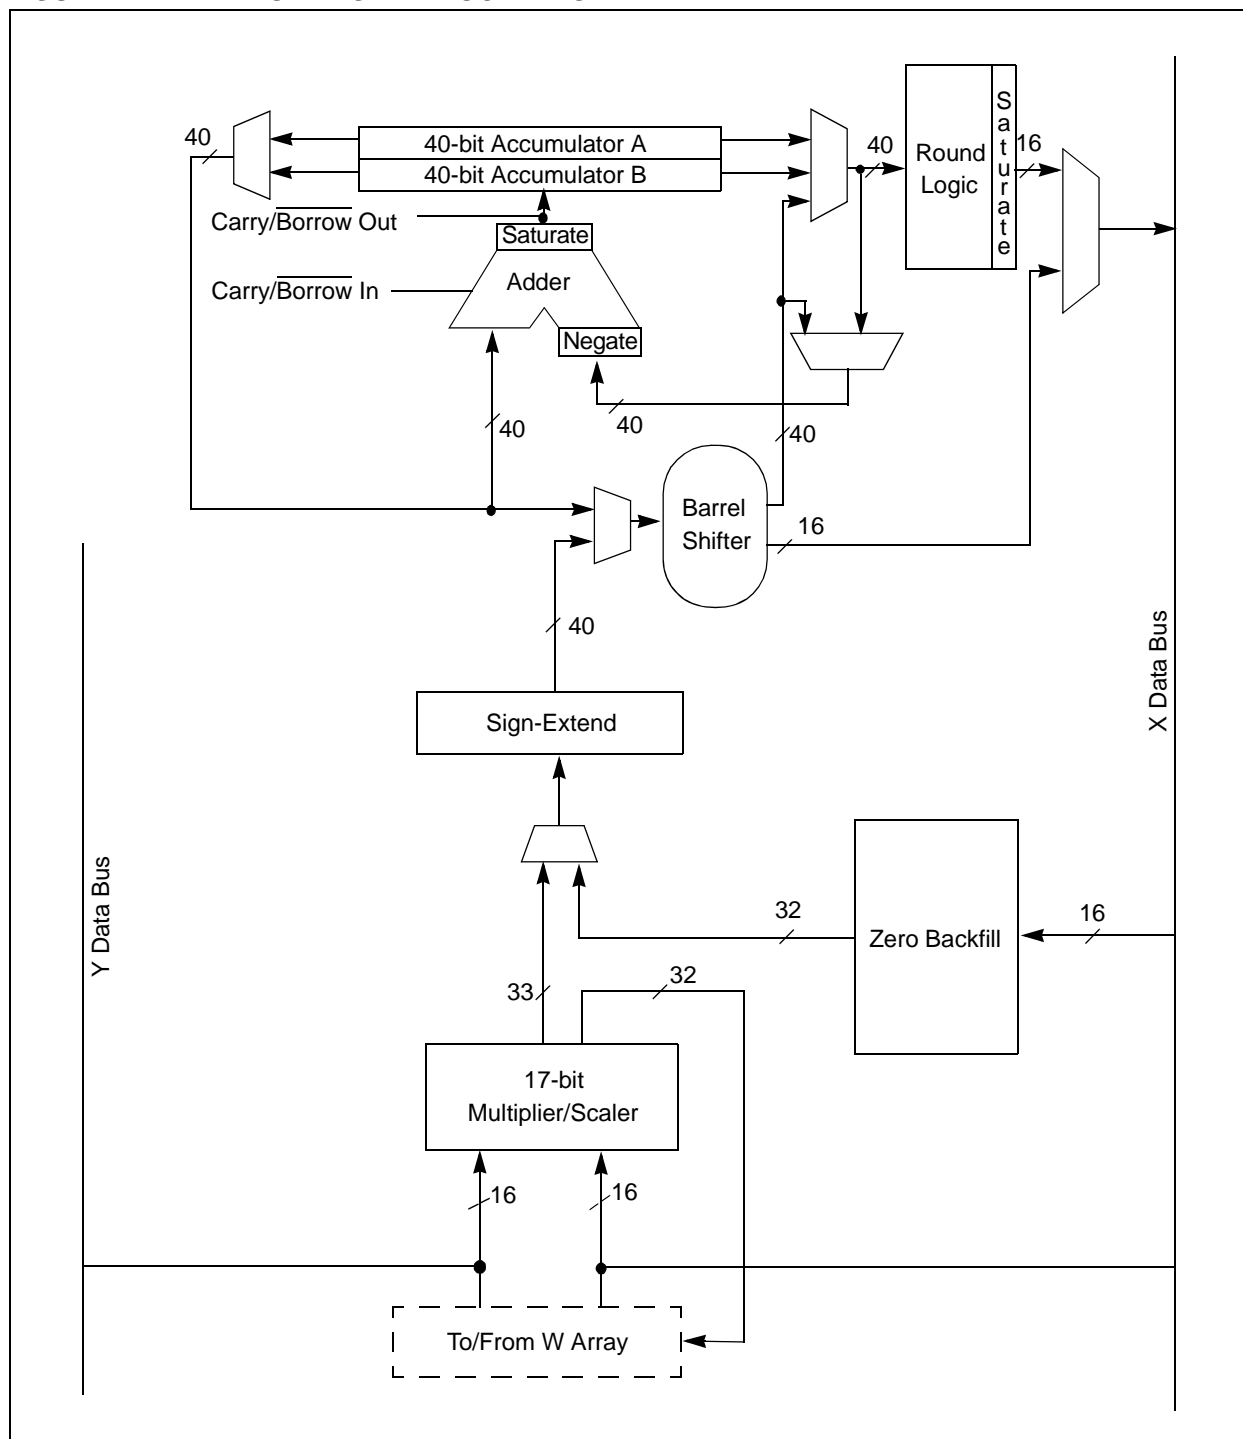 40
40-bit Accumulator A
40-bit Accumulator B
40
Round
Logic
Saturate
16
Carry/Borrow Out
Saturate
Carry/Borrow In
Adder
Negate
40
40
40
Barrel
Shifter
16
40
X Data Bus
Sign-Extend
Y Data Bus
32
Zero Backfill
16
33
32
17-bit
Multiplier/Scaler
16
16
To/From W Array